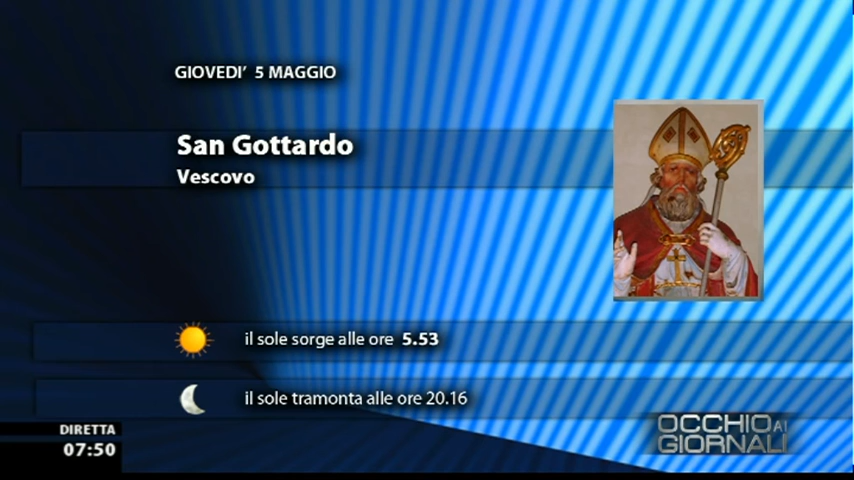 GIOVEDI' 5 MAGGIO
San Gottardo
Vescovo
il sole sorge alle ore 5.53
il sole tramonta alle ore 20.16
DIRETTA
07:50
OCCHIO AI
GIORNALI